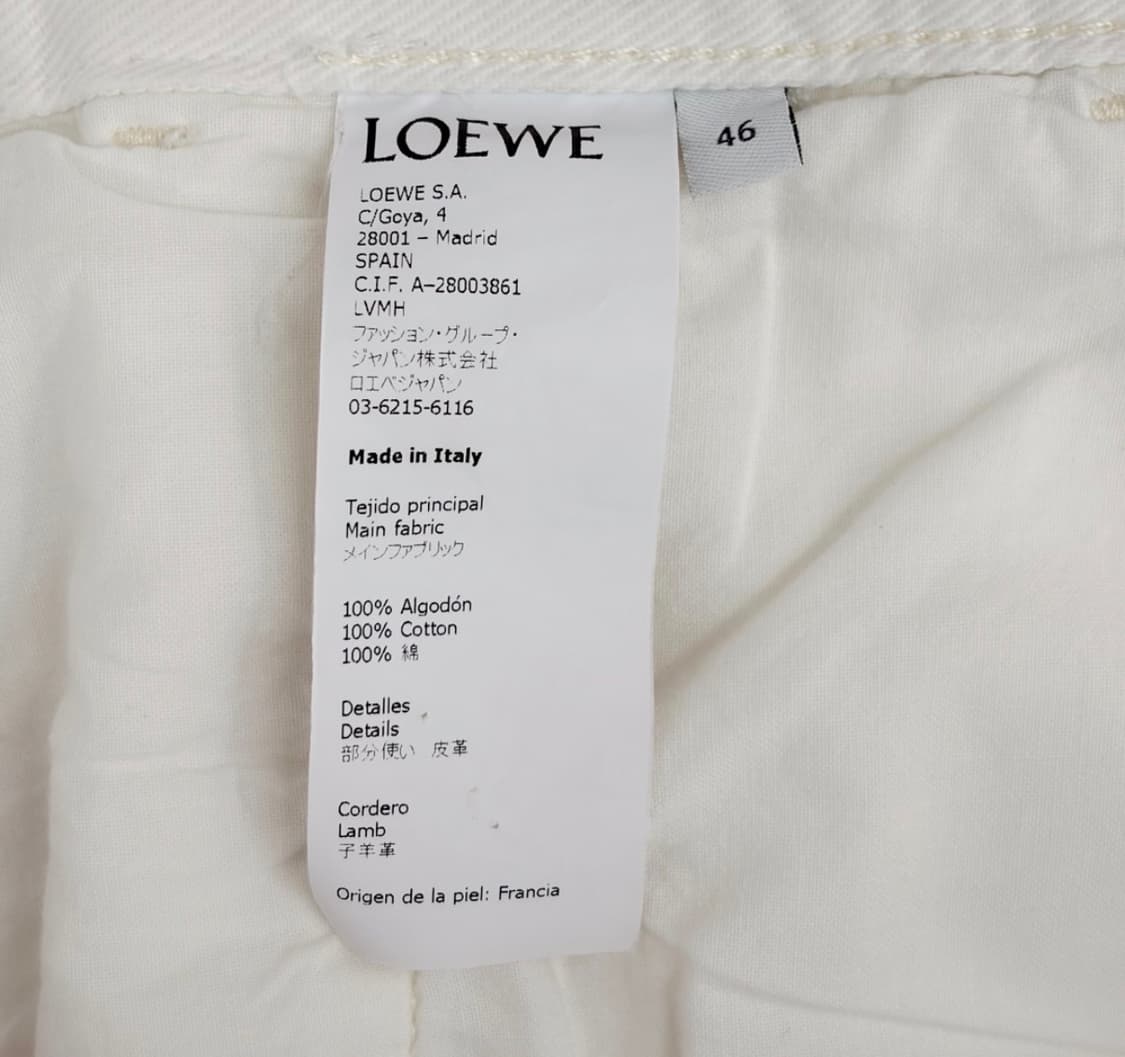 LOEWE
46
LOEWE S.A.
C/Goya, 4
28001 – Madrid
SPAIN
C.I.F. A–28003861
LVMH
ファッション・グループ・
ジャパン株式会社
ロエベジャパン
03-6215-6116
Made in Italy
Tejido principal
Main fabric
メインファブリック
100% Algodón
100% Cotton
100% 綿
Detalles
Details
部分使い 皮革
Cordero
Lamb
子羊革
Origen de la piel: Francia